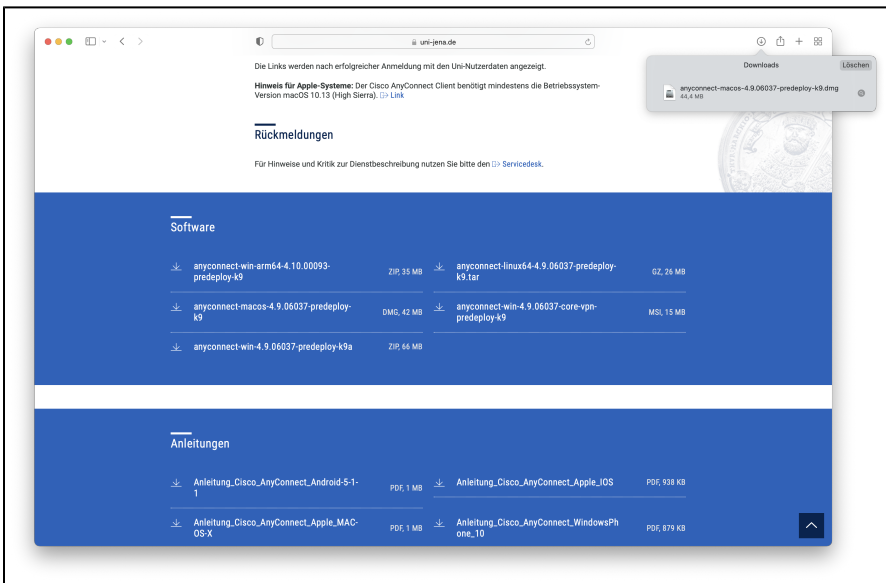 uni-jena.de
Die Links werden nach erfolgreicher Anmeldung mit den Uni-Nutzerdaten angezeigt.
Hinweis für Apple-Systeme: Der Cisco AnyConnect Client benötigt mindestens die Betriebssystem-
Version macOS 10.13 (High Sierra). Link
Downloads
Löschen
anyconnect-macos-4.9.06037-predeploy-k9.dmg
44,4 MB
Rückmeldungen
Für Hinweise und Kritik zur Dienstbeschreibung nutzen Sie bitte den Servicedesk.
Software
anyconnect-win-arm64-4.10.00093-
predeploy-k9
ZIP, 35 MB
anyconnect-linux64-4.9.06037-predeploy-
k9.tar
GZ, 26 MB
anyconnect-macos-4.9.06037-predeploy-
k9
DMG, 42 MB
anyconnect-win-4.9.06037-core-vpn-
predeploy-k9
MSI, 15 MB
anyconnect-win-4.9.06037-predeploy-k9a
ZIP, 66 MB
Anleitungen
Anleitung_Cisco_AnyConnect_Android-5-1-
1
PDF, 1 MB
Anleitung_Cisco_AnyConnect_Apple_IOS
PDF, 938 KB
Anleitung_Cisco_AnyConnect_Apple_MAC-
OS-X
PDF, 1 MB
Anleitung_Cisco_AnyConnect_WindowsPh
one_10
PDF, 879 KB